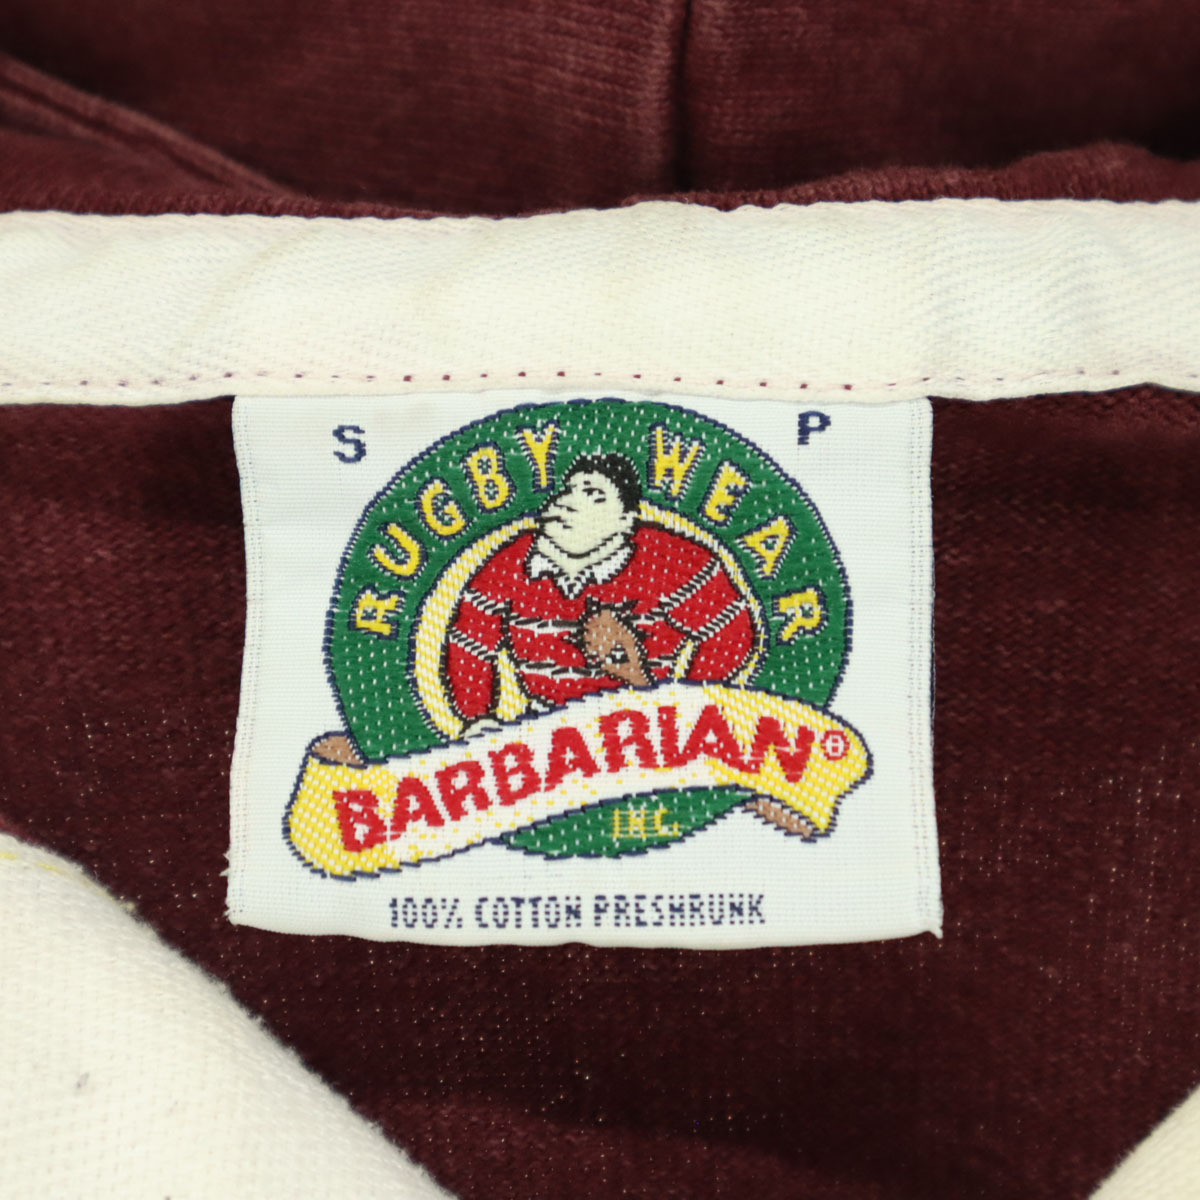 S P
RUGBY WEAR
BARBARIAN®
INC.
100% COTTON PRESHRUNK